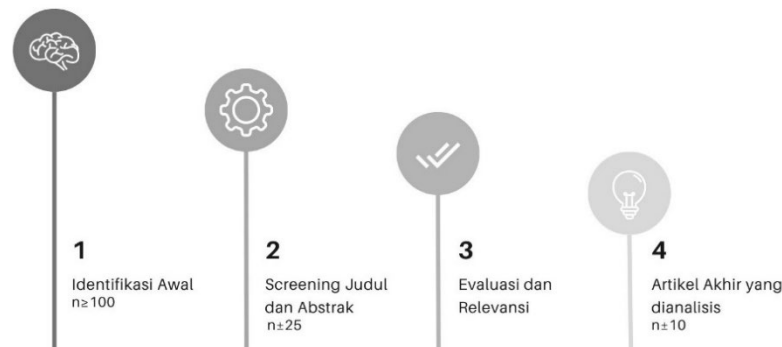 1
Identifikasi Awal
n≥100
2
Screening Judul
dan Abstrak
n±25
3
Evaluasi dan
Relevansi
4
Artikel Akhir yang
dianalisis
n±10